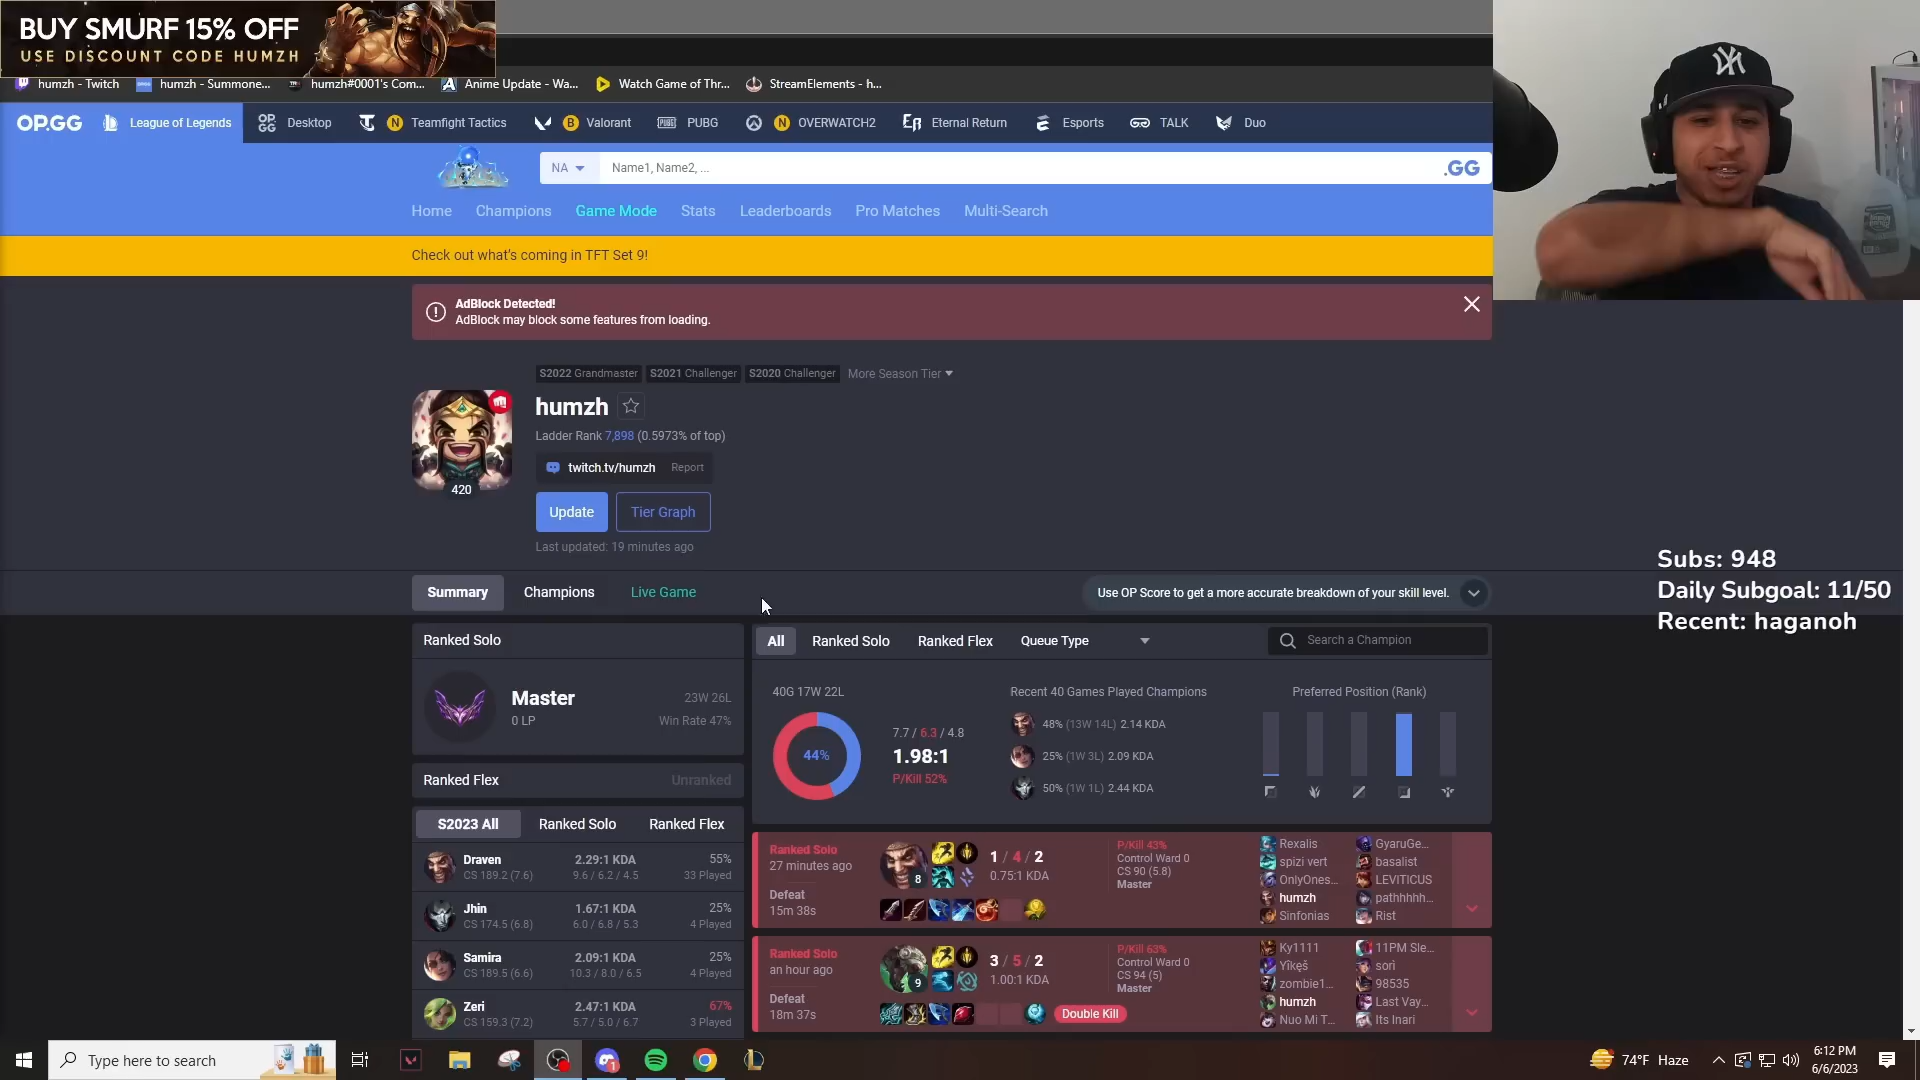 BUY SMURF 15% OFF
USE DISCOUNT CODE HUMZH
humzh - Twitch humzh - Summone... humzh#0001's Com... Anime Update - Wa... Watch Game of Thr... StreamElements - h...
OP.GG League of Legends OP.GG Desktop N Teamfight Tactics B Valorant PUBG N OVERWATCH2 Eternal Return Esports TALK Duo
NA Name1, Name2, ... .GG
Home Champions Game Mode Stats Leaderboards Pro Matches Multi-Search
Check out what's coming in TFT Set 9!
AdBlock Detected!
AdBlock may block some features from loading.
S2022 Grandmaster S2021 Challenger S2020 Challenger More Season Tier
humzh
Ladder Rank 7,898 (0.5973% of top)
twitch.tv/humzh Report
420
Update Tier Graph
Last updated: 19 minutes ago
Subs: 948
Daily Subgoal: 11/50
Recent: haganoh
Summary Champions Live Game Use OP Score to get a more accurate breakdown of your skill level.
Ranked Solo
All Ranked Solo Ranked Flex Queue Type Search a Champion
Master 23W 26L
0 LP Win Rate 47%
40G 17W 22L Recent 40 Games Played Champions Preferred Position (Rank)
44% 7.7 / 6.3 / 4.8
1.98:1
P/Kill 52%
48% (13W 14L) 2.14 KDA
25% (1W 3L) 2.09 KDA
50% (1W 1L) 2.44 KDA
Ranked Flex Unranked
S2023 All Ranked Solo Ranked Flex
Draven 2.29:1 KDA 55%
CS 189.2 (7.6) 9.6 / 6.2 / 4.5 33 Played
Jhin 1.67:1 KDA 25%
CS 174.5 (6.8) 6.0 / 6.8 / 5.3 4 Played
Samira 2.09:1 KDA 25%
CS 189.5 (6.6) 10.3 / 8.0 / 6.5 4 Played
Zeri 2.47:1 KDA 67%
CS 159.3 (7.2) 5.7 / 5.0 / 6.7 3 Played
Ranked Solo
27 minutes ago
Defeat
15m 38s
8
1 / 4 / 2
0.75:1 KDA
P/Kill 43%
Control Ward 0
CS 90 (5.8)
Master
Rexalis GyaruGe...
spizi vert basalist
OnlyOnes... LEVITICUS
humzh pathhhhh...
Sinfonias Rist
Ranked Solo
an hour ago
Defeat
18m 37s
9
3 / 5 / 2
1.00:1 KDA
Double Kill
P/Kill 63%
Control Ward 0
CS 94 (5)
Master
Ky1111 11PM Sle...
Yîkęš sorì
zombie1... 98535
humzh Last Vay...
Nuo Mi T... Its Inari
Type here to search 74°F Haze 6:12 PM
6/6/2023